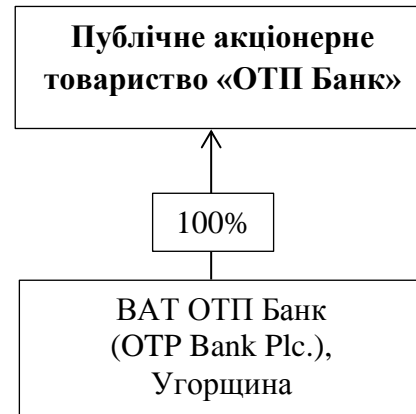 Публічне акціонерне
товариство «ОТП Банк»
100%
ВАТ ОТП Банк
(OTP Bank Plc.),
Угорщина